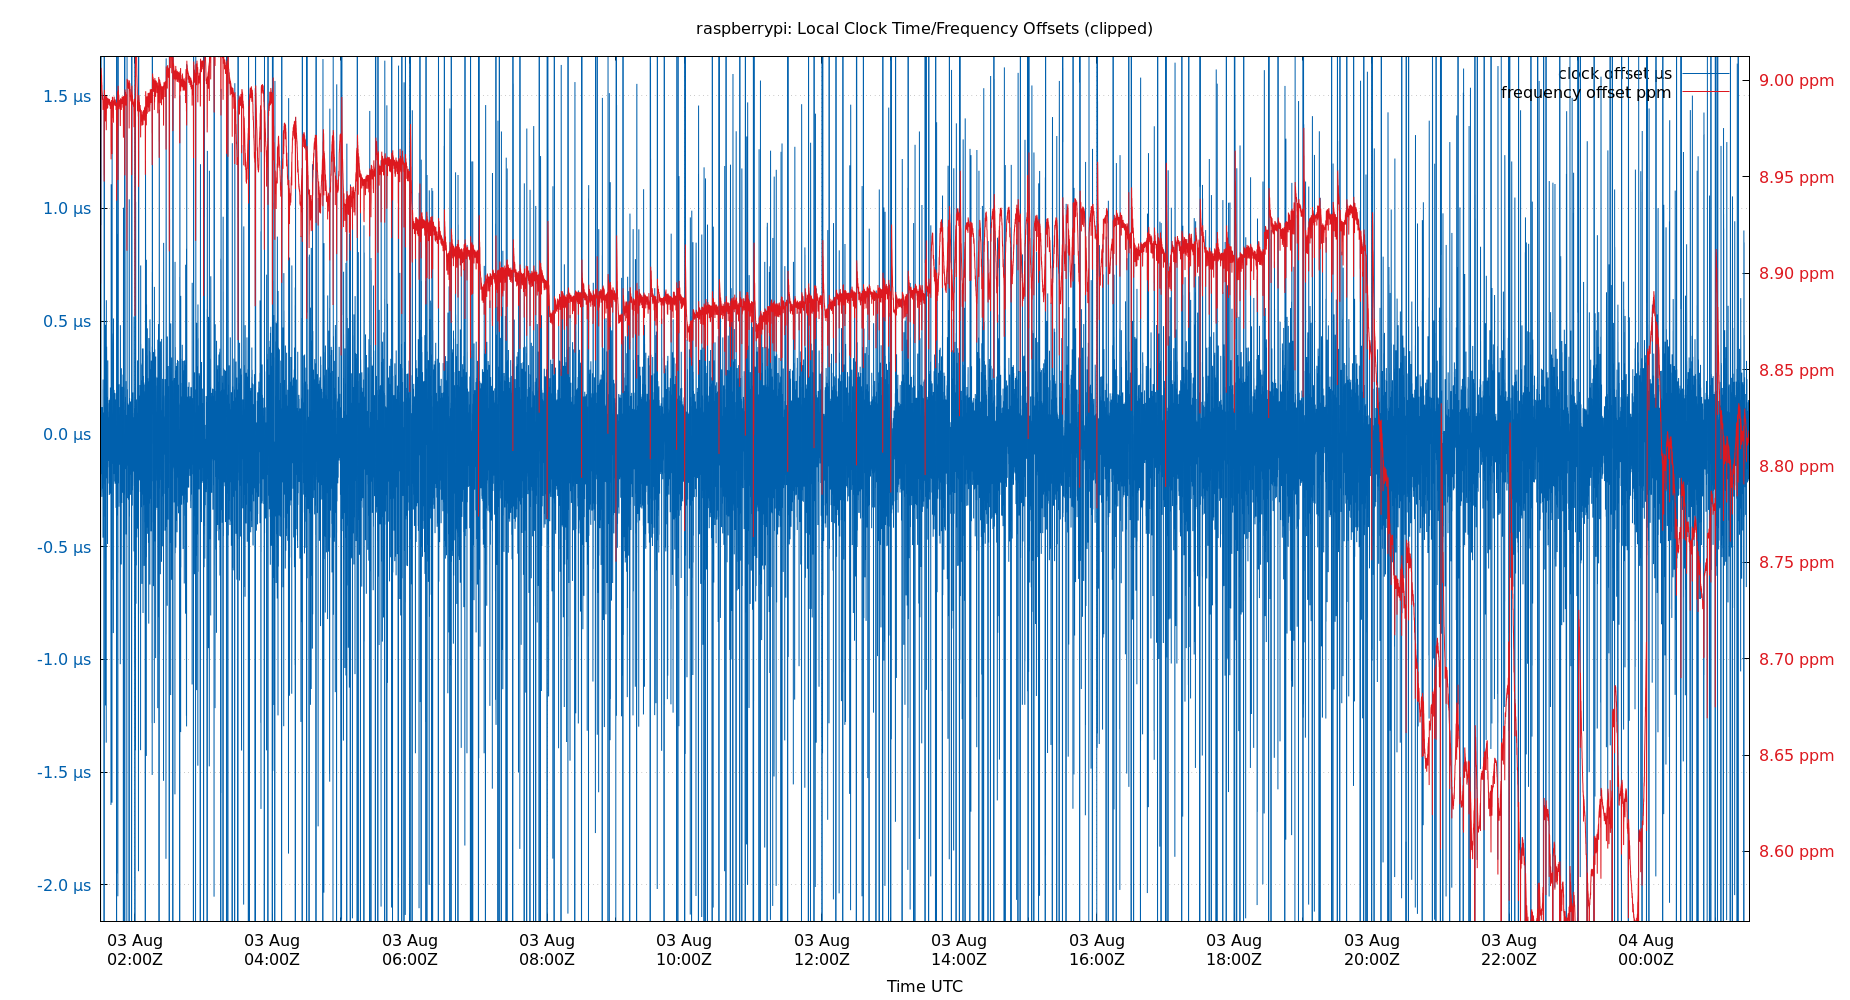 raspberrypi: Local Clock Time/Frequency Offsets (clipped)
clock offset µs
frequency offset ppm
1.5 µs
1.0 µs
0.5 µs
0.0 µs
-0.5 µs
-1.0 µs
-1.5 µs
-2.0 µs
9.00 ppm
8.95 ppm
8.90 ppm
8.85 ppm
8.80 ppm
8.75 ppm
8.70 ppm
8.65 ppm
8.60 ppm
03 Aug
02:00Z
03 Aug
04:00Z
03 Aug
06:00Z
03 Aug
08:00Z
03 Aug
10:00Z
03 Aug
12:00Z
03 Aug
14:00Z
03 Aug
16:00Z
03 Aug
18:00Z
03 Aug
20:00Z
03 Aug
22:00Z
04 Aug
00:00Z
Time UTC